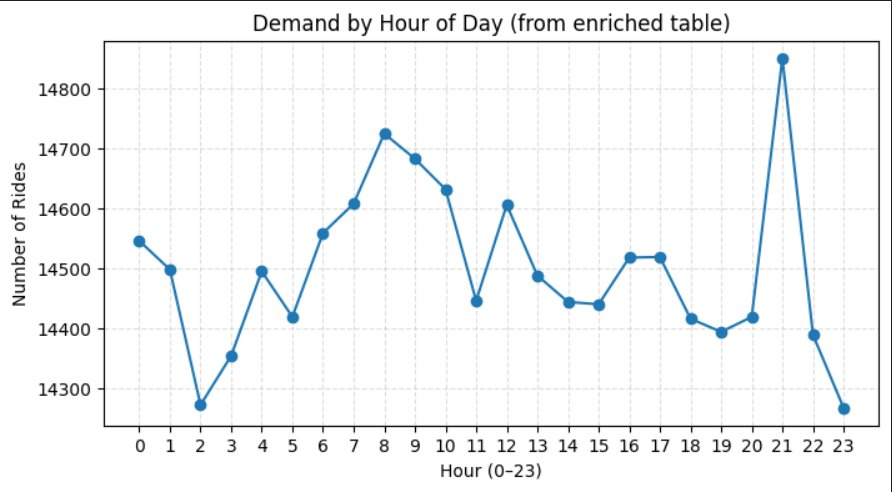 Demand by Hour of Day (from enriched table)
Number of Rides
14800
14700
14600
14500
14400
14300
0 1 2 3 4 5 6 7 8 9 10 11 12 13 14 15 16 17 18 19 20 21 22 23
Hour (0–23)